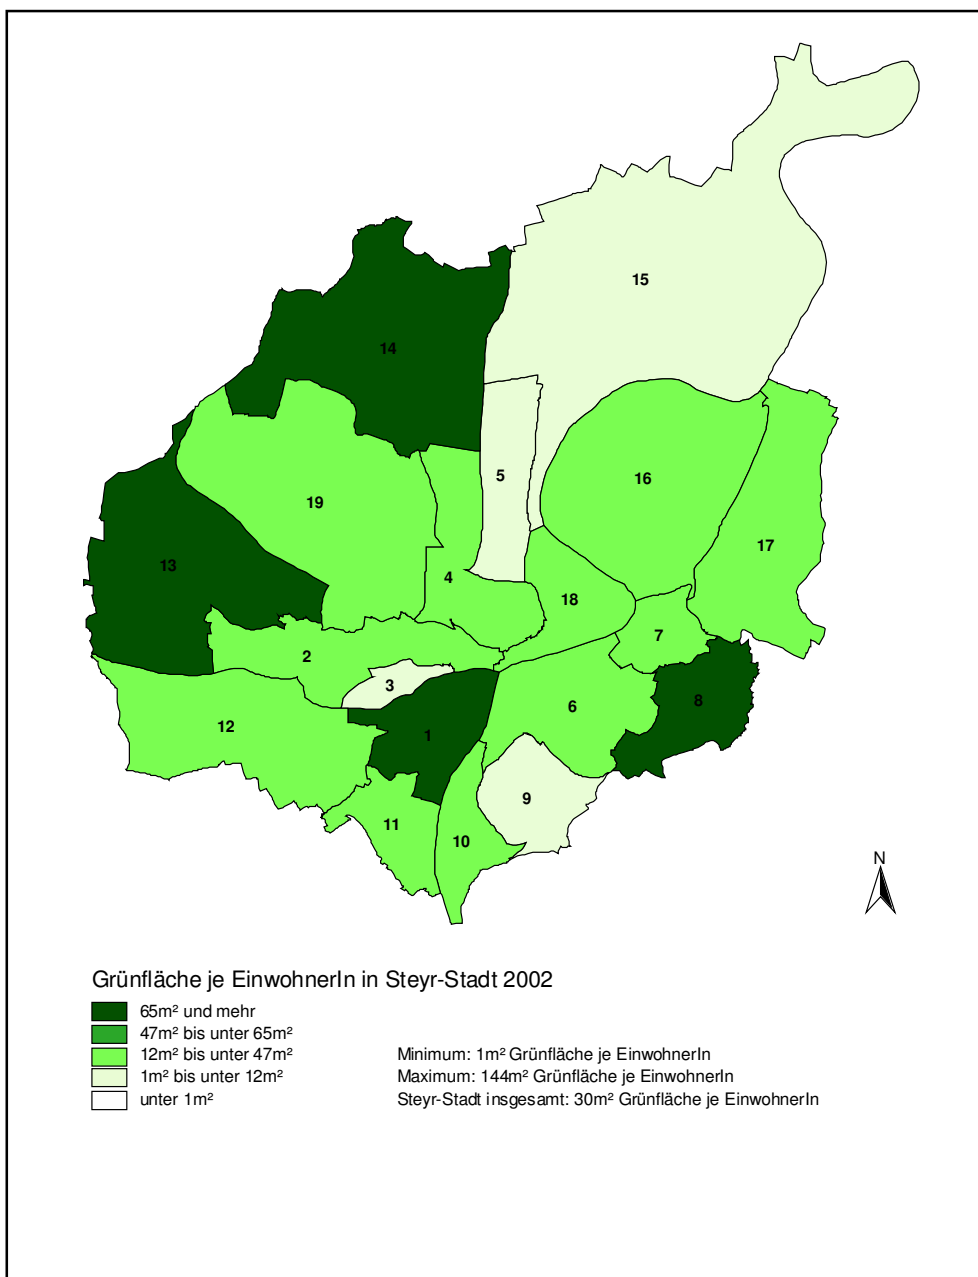 15
14
5
16
19
17
13
4
18
7
2
3
8
6
12
1
9
11
10
N
Grünfläche je EinwohnerIn in Steyr-Stadt 2002
65m² und mehr
47m² bis unter 65m²
12m² bis unter 47m² Minimum: 1m² Grünfläche je EinwohnerIn
1m² bis unter 12m² Maximum: 144m² Grünfläche je EinwohnerIn
unter 1m² Steyr-Stadt insgesamt: 30m² Grünfläche je EinwohnerIn